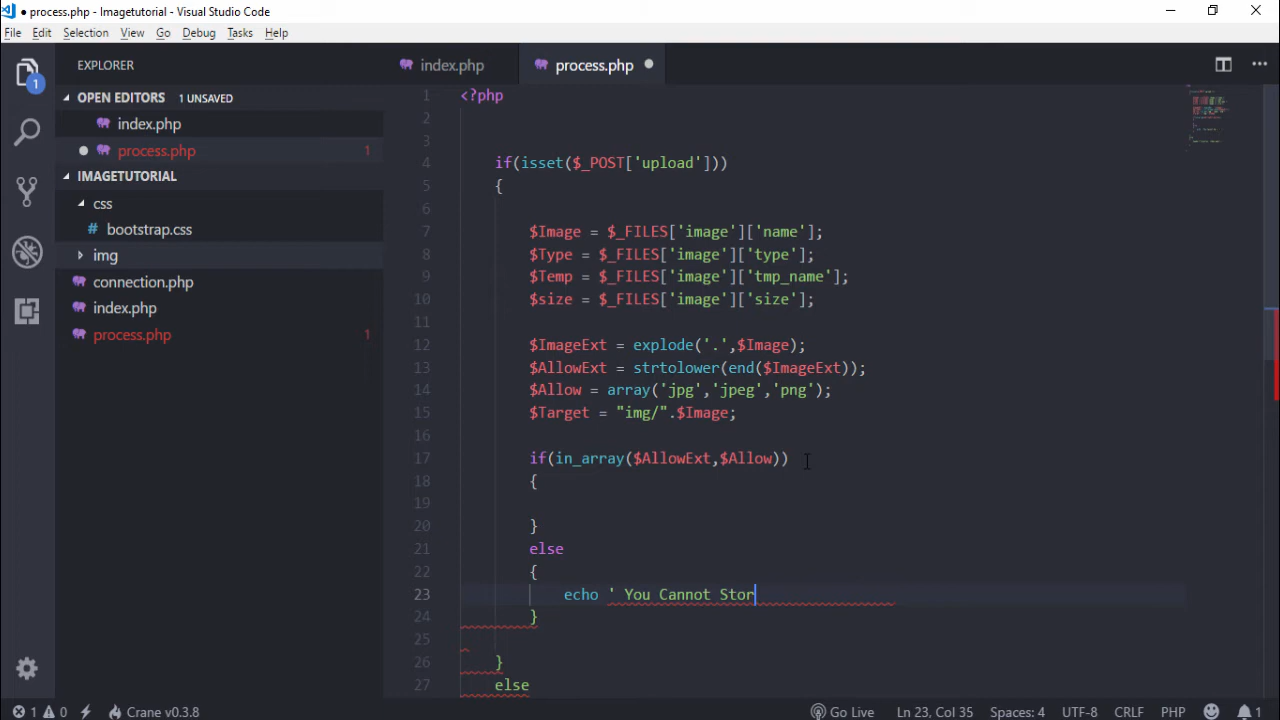 process.php - Imagetutorial - Visual Studio Code
File Edit Selection View Go Debug Tasks Help
EXPLORER
index.php
process.php
OPEN EDITORS 1 UNSAVED
index.php
process.php 1
IMAGETUTORIAL
css
# bootstrap.css
img
connection.php
index.php
process.php 1
1
1 <?php
2
3
4 if(isset($_POST['upload']))
5 {
6
7 $Image = $_FILES['image']['name'];
8 $Type = $_FILES['image']['type'];
9 $Temp = $_FILES['image']['tmp_name'];
10 $size = $_FILES['image']['size'];
11
12 $ImageExt = explode('.',$Image);
13 $AllowExt = strtolower(end($ImageExt));
14 $Allow = array('jpg','jpeg','png');
15 $Target = "img/".$Image;
16
17 if(in_array($AllowExt,$Allow))
18 {
19
20 }
21 else
22 {
23 echo ' You Cannot Stor
24 }
25
26 }
27 else
1 0 Crane v0.3.8 Go Live Ln 23, Col 35 Spaces: 4 UTF-8 CRLF PHP 1